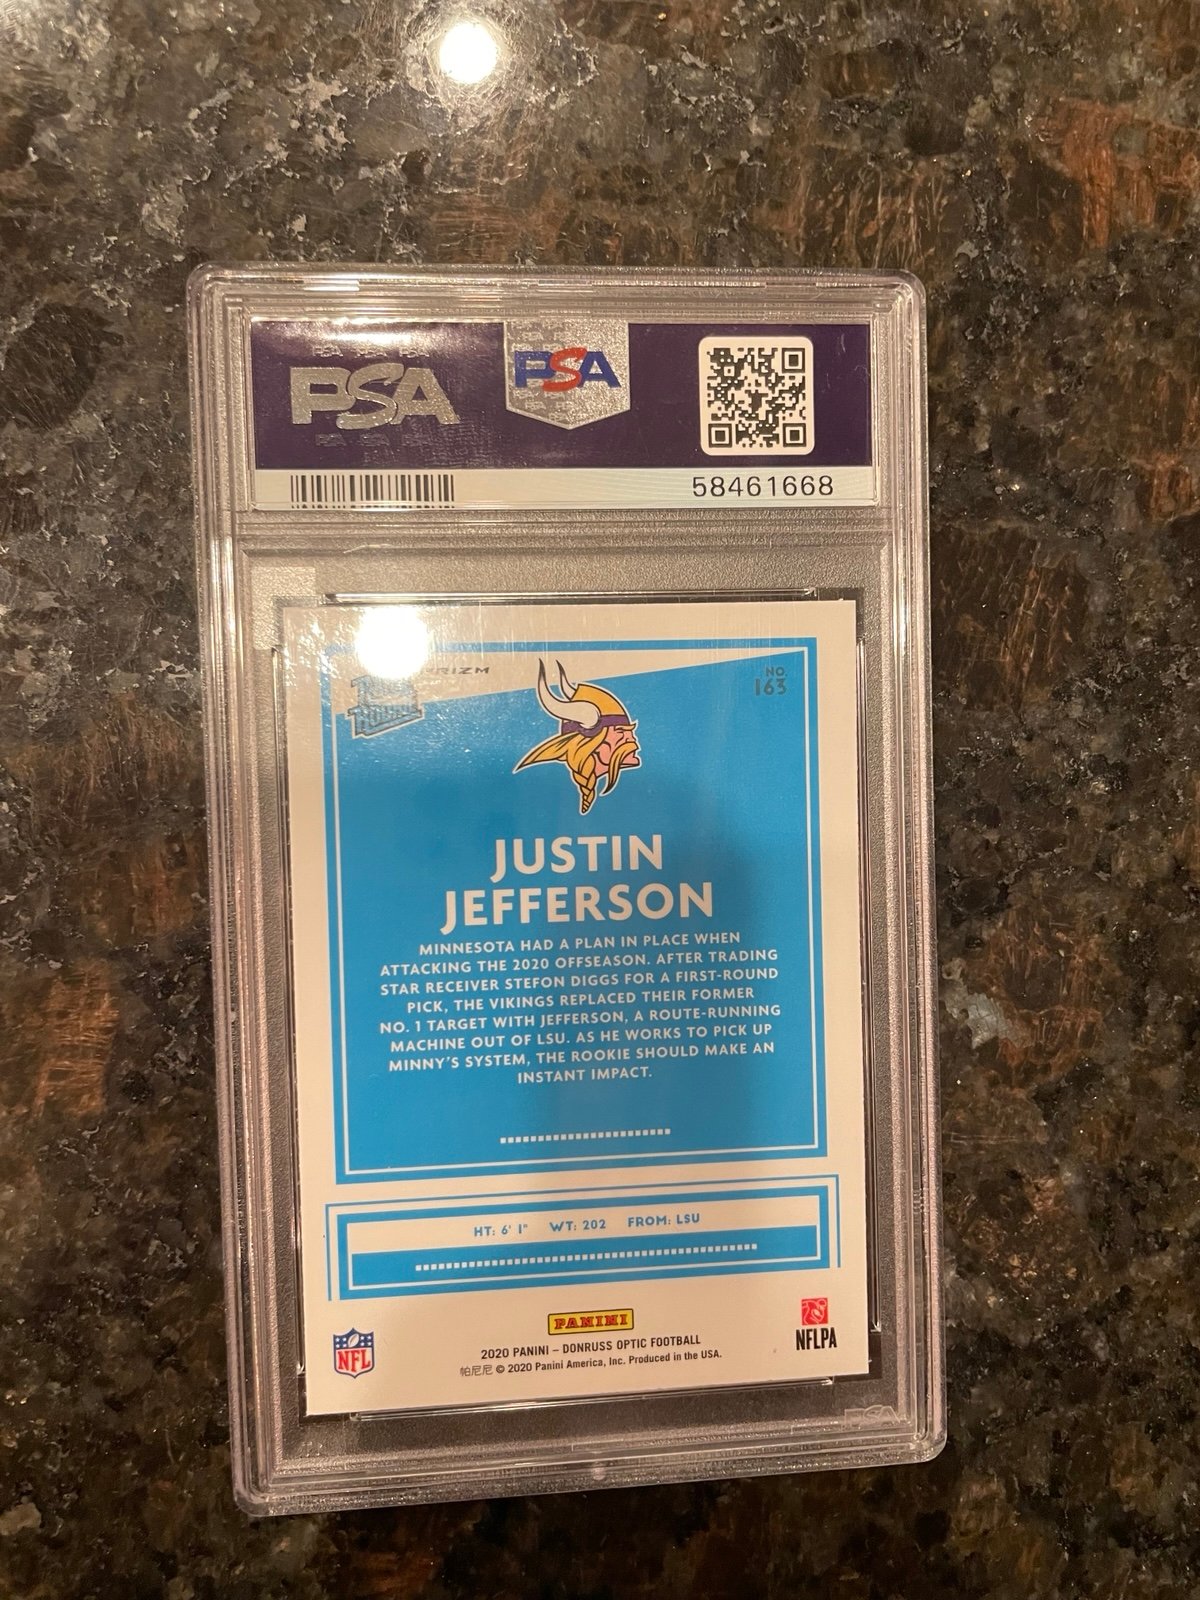 PSA
PSA
58461668
PRIZM
NO.
163
RATED
ROOKIE
JUSTIN
JEFFERSON
MINNESOTA HAD A PLAN IN PLACE WHEN
ATTACKING THE 2020 OFFSEASON. AFTER TRADING
STAR RECEIVER STEFON DIGGS FOR A FIRST-ROUND
PICK, THE VIKINGS REPLACED THEIR FORMER
NO. 1 TARGET WITH JEFFERSON, A ROUTE-RUNNING
MACHINE OUT OF LSU. AS HE WORKS TO PICK UP
MINNY'S SYSTEM, THE ROOKIE SHOULD MAKE AN
INSTANT IMPACT.
HT: 6' 1" WT: 202 FROM: LSU
PANINI
NFL
2020 PANINI – DONRUSS OPTIC FOOTBALL
帕尼尼 © 2020 Panini America, Inc. Produced in the USA.
NFLPA
PSA